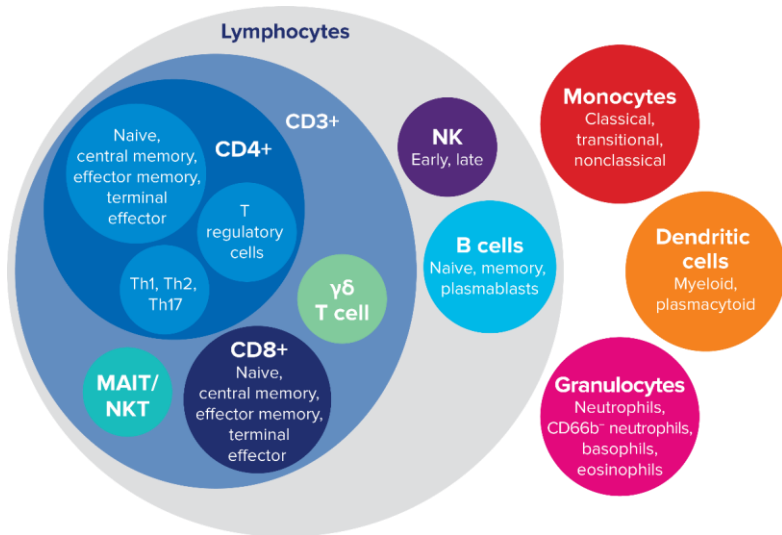 Lymphocytes
CD3+
CD4+
Naive,
central memory,
effector memory,
terminal
effector
T
regulatory
cells
Th1, Th2,
Th17
γδ
T cell
MAIT/
NKT
CD8+
Naive,
central memory,
effector memory,
terminal
effector
NK
Early, late
B cells
Naive, memory,
plasmablasts
Monocytes
Classical,
transitional,
nonclassical
Dendritic
cells
Myeloid,
plasmacytoid
Granulocytes
Neutrophils,
CD66b⁻ neutrophils,
basophils,
eosinophils